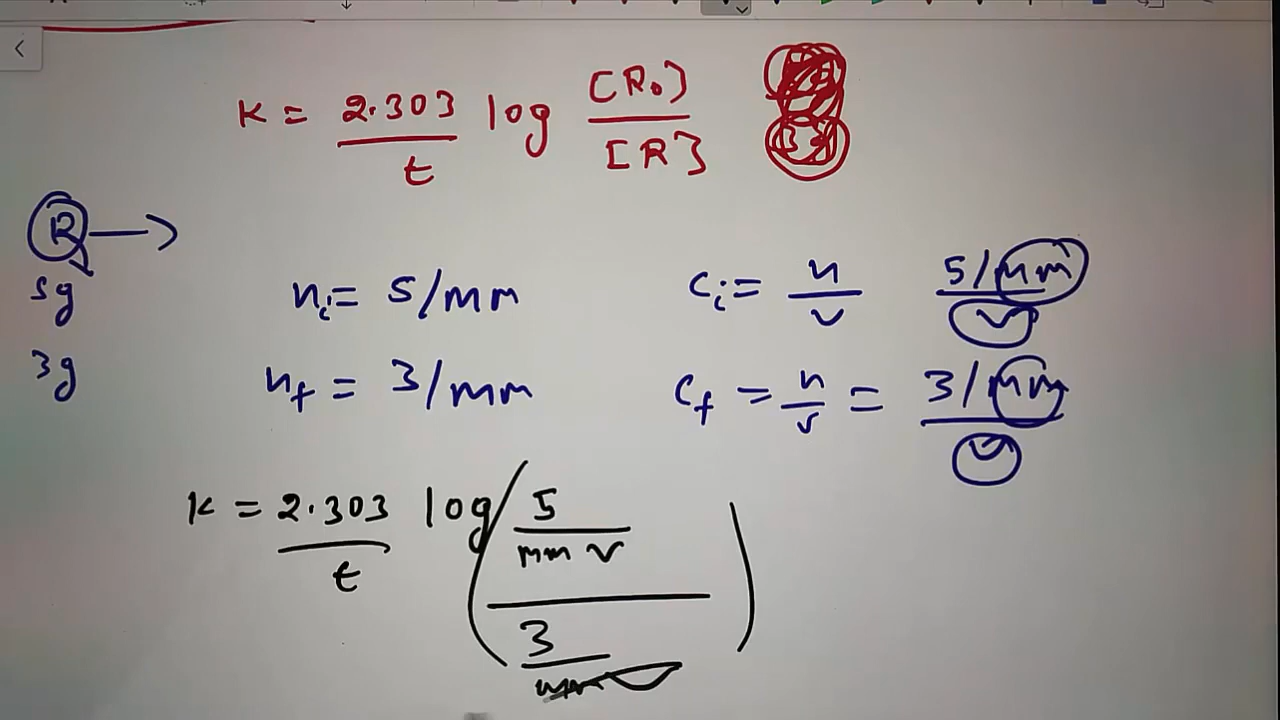 K = 2.303/t log [R₀]/[R]
R →
5g
nᵢ = 5/mm
cᵢ = n/v 5/mm/v
3g
n_f = 3/mm
c_f = n/v = 3/mm/v
K = 2.303/t log (5/mm v / 3/mm v)